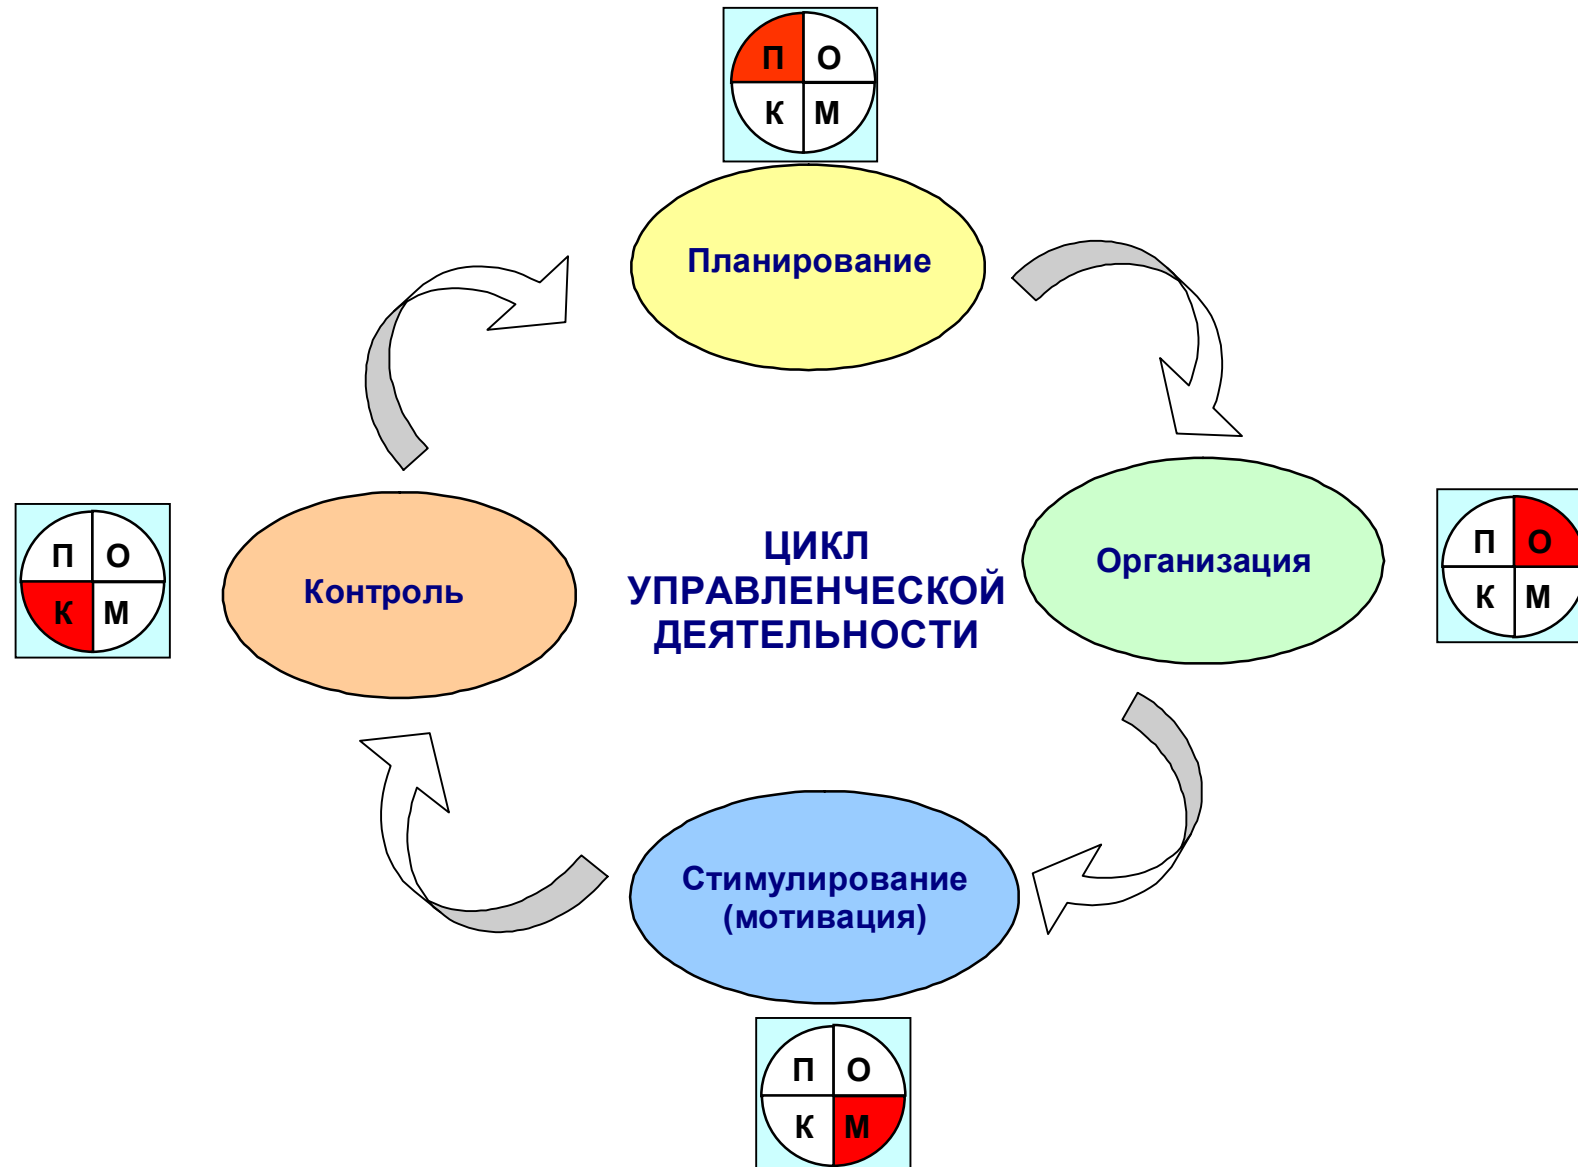 П О
К М
Планирование
ЦИКЛ
УПРАВЛЕНЧЕСКОЙ
ДЕЯТЕЛЬНОСТИ
Организация
П О
К М
Контроль
П О
К М
Стимулирование
(мотивация)
П О
К М